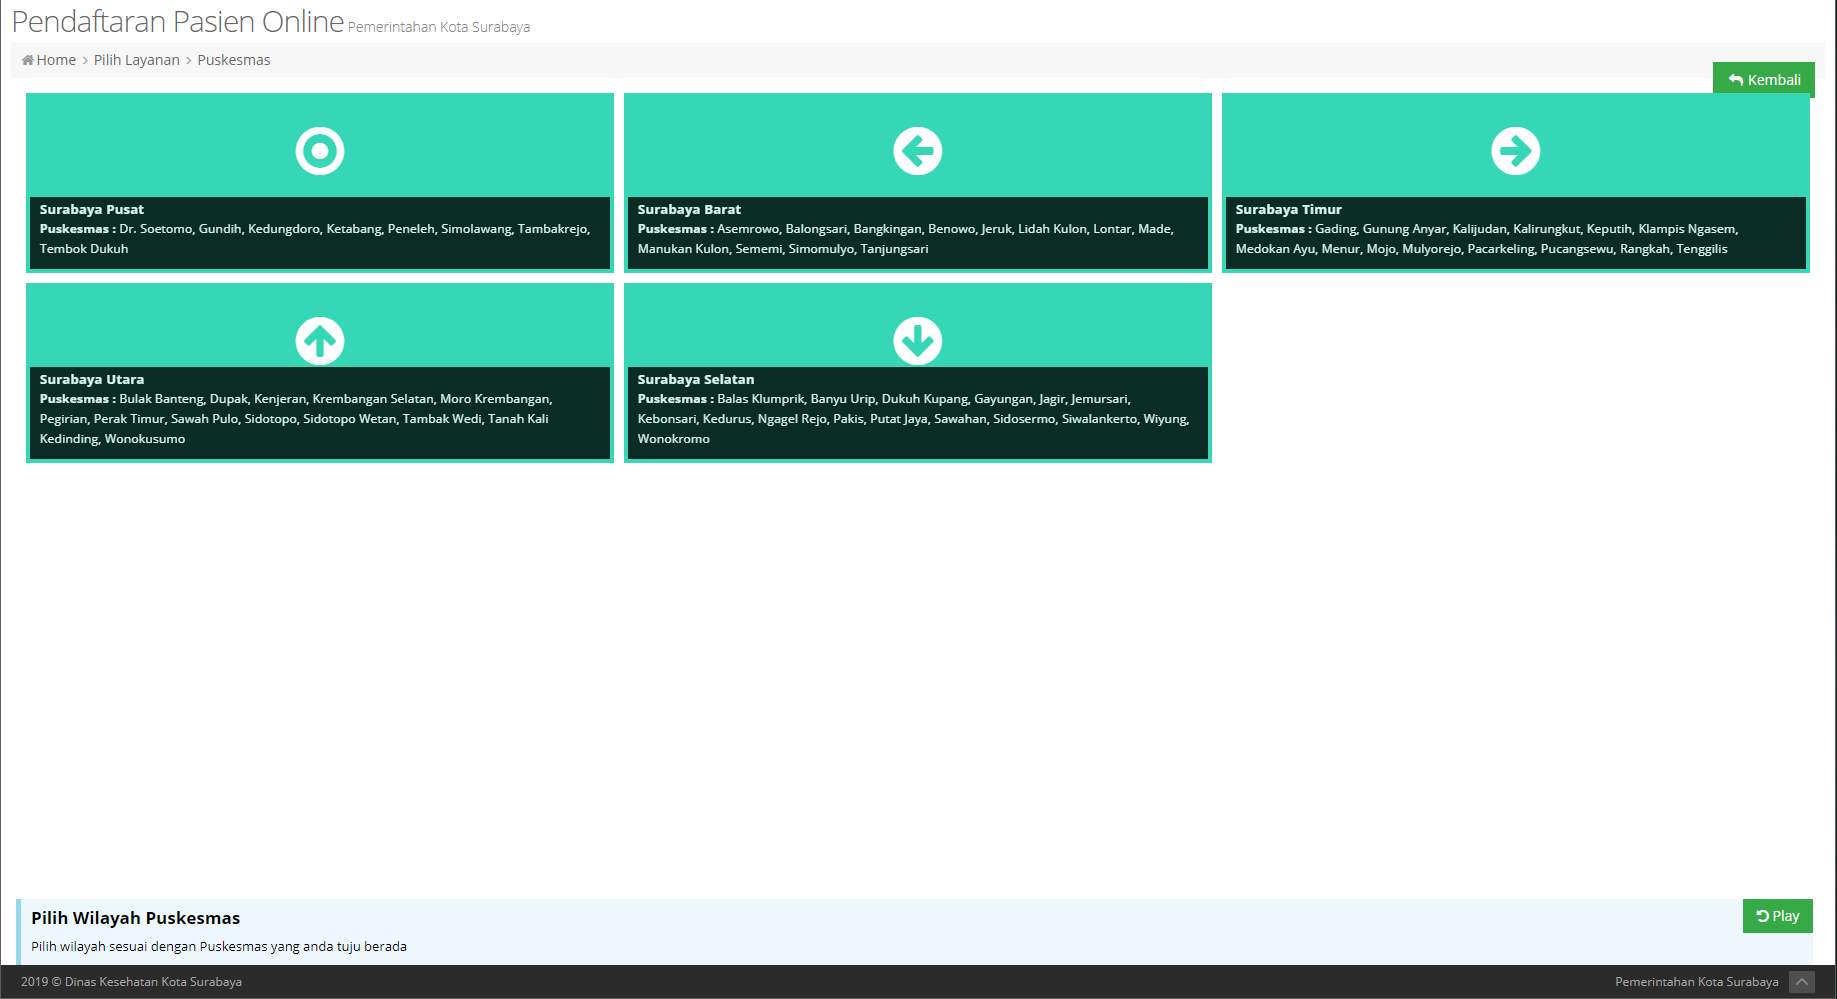 Pendaftaran Pasien Online Pemerintahan Kota Surabaya
Home > Pilih Layanan > Puskesmas
Kembali
Surabaya Pusat
Puskesmas : Dr. Soetomo, Gundih, Kedungdoro, Ketabang, Peneleh, Simolawang, Tambakrejo,
Tembok Dukuh
Surabaya Barat
Puskesmas : Asemrowo, Balongsari, Bangkingan, Benowo, Jeruk, Lidah Kulon, Lontar, Made,
Manukan Kulon, Sememi, Simomulyo, Tanjungsari
Surabaya Timur
Puskesmas : Gading, Gunung Anyar, Kalijudan, Kalirungkut, Keputih, Klampis Ngasem,
Medokan Ayu, Menur, Mojo, Mulyorejo, Pacarkeling, Pucangsewu, Rangkah, Tenggilis
Surabaya Utara
Puskesmas : Bulak Banteng, Dupak, Kenjeran, Krembangan Selatan, Moro Krembangan,
Pegirian, Perak Timur, Sawah Pulo, Sidotopo, Sidotopo Wetan, Tambak Wedi, Tanah Kali
Kedinding, Wonokusumo
Surabaya Selatan
Puskesmas : Balas Klumprik, Banyu Urip, Dukuh Kupang, Gayungan, Jagir, Jemursari,
Kebonsari, Kedurus, Ngagel Rejo, Pakis, Putat Jaya, Sawahan, Sidosermo, Siwalankerto, Wiyung,
Wonokromo
Pilih Wilayah Puskesmas
Play
Pilih wilayah sesuai dengan Puskesmas yang anda tuju berada
2019 © Dinas Kesehatan Kota Surabaya
Pemerintahan Kota Surabaya